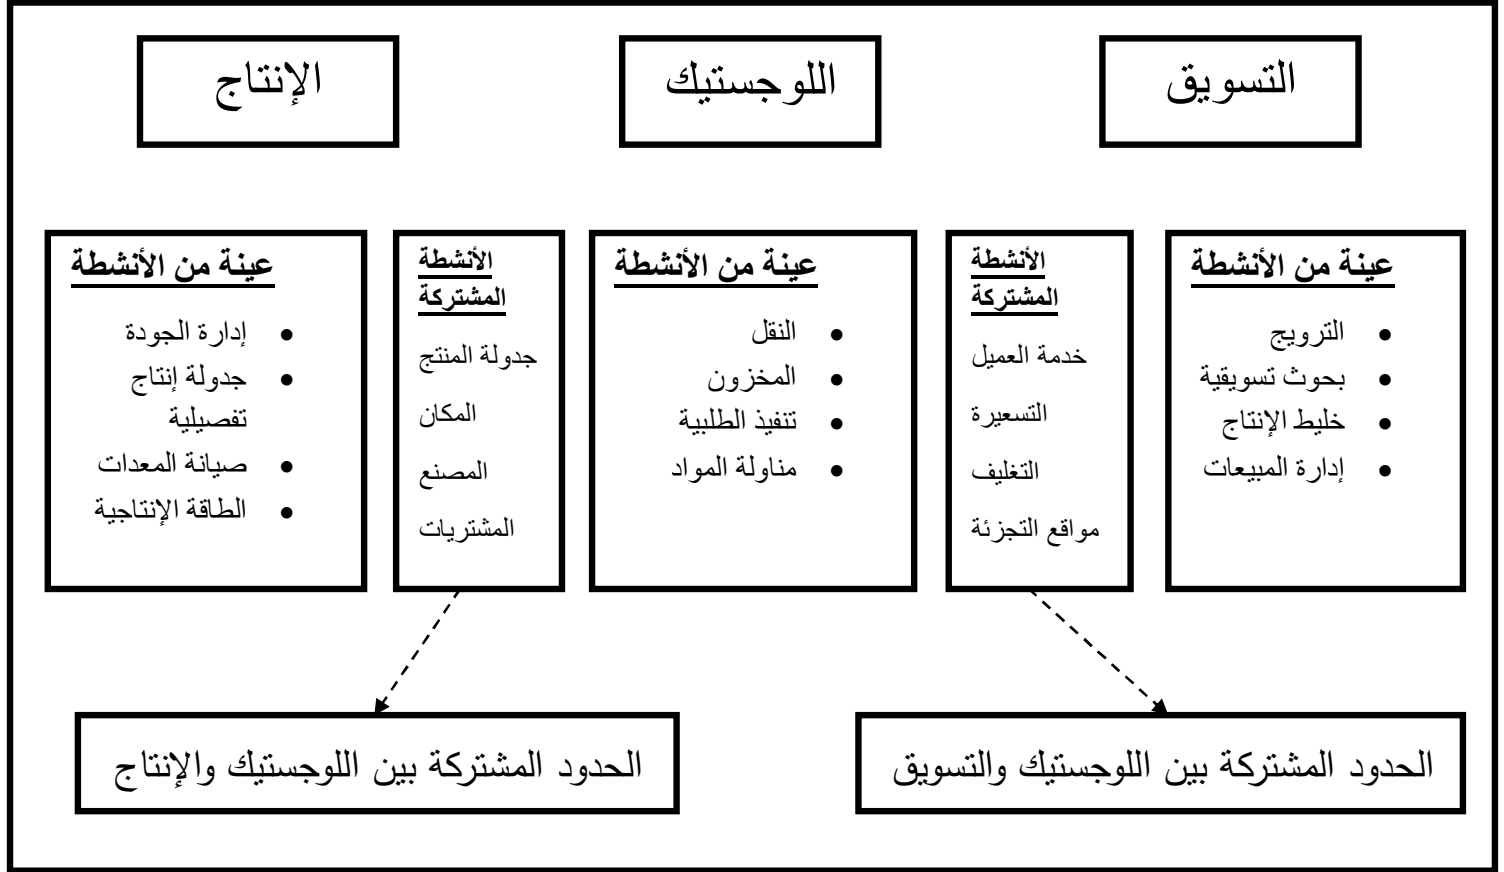 التسويق
اللوجستيك
الإنتاج
عينة من الأنشطة
• الترويج
• بحوث تسويقية
• خليط الإنتاج
• إدارة المبيعات
الأنشطة
المشتركة
خدمة العميل
التسعيرة
التغليف
مواقع التجزئة
عينة من الأنشطة
• النقل
• المخزون
• تنفيذ الطلبية
• مناولة المواد
الأنشطة
المشتركة
جدولة المنتج
المكان
المصنع
المشتريات
عينة من الأنشطة
• إدارة الجودة
• جدولة إنتاج
تفصيلية
• صيانة المعدات
• الطاقة الإنتاجية
الحدود المشتركة بين اللوجستيك والتسويق
الحدود المشتركة بين اللوجستيك والإنتاج